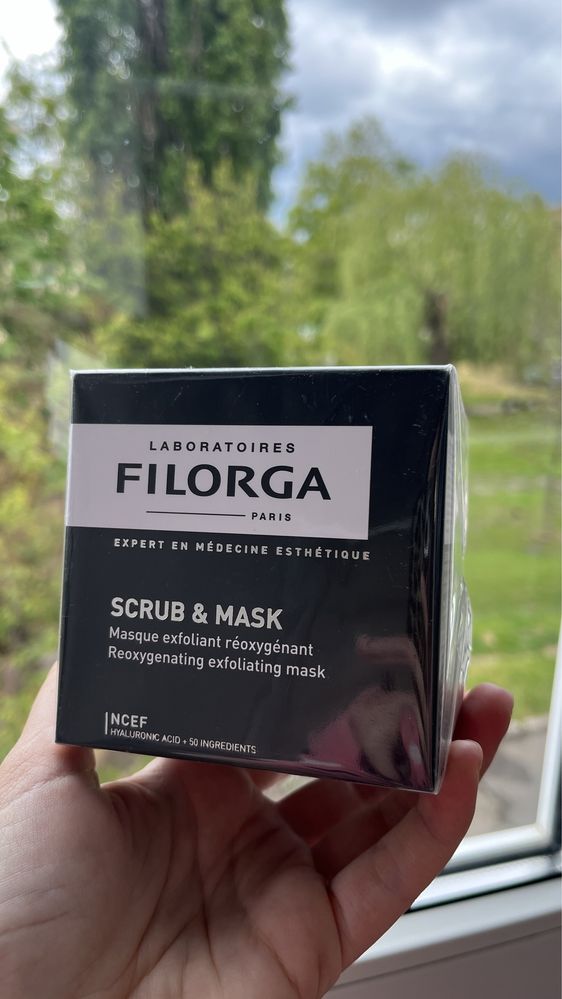 LABORATOIRES
FILORGA
PARIS
EXPERT EN MÉDECINE ESTHÉTIQUE
SCRUB & MASK
Masque exfoliant réoxygénant
Reoxygenating exfoliating mask
NCEF
HYALURONIC ACID + 50 INGREDIENTS